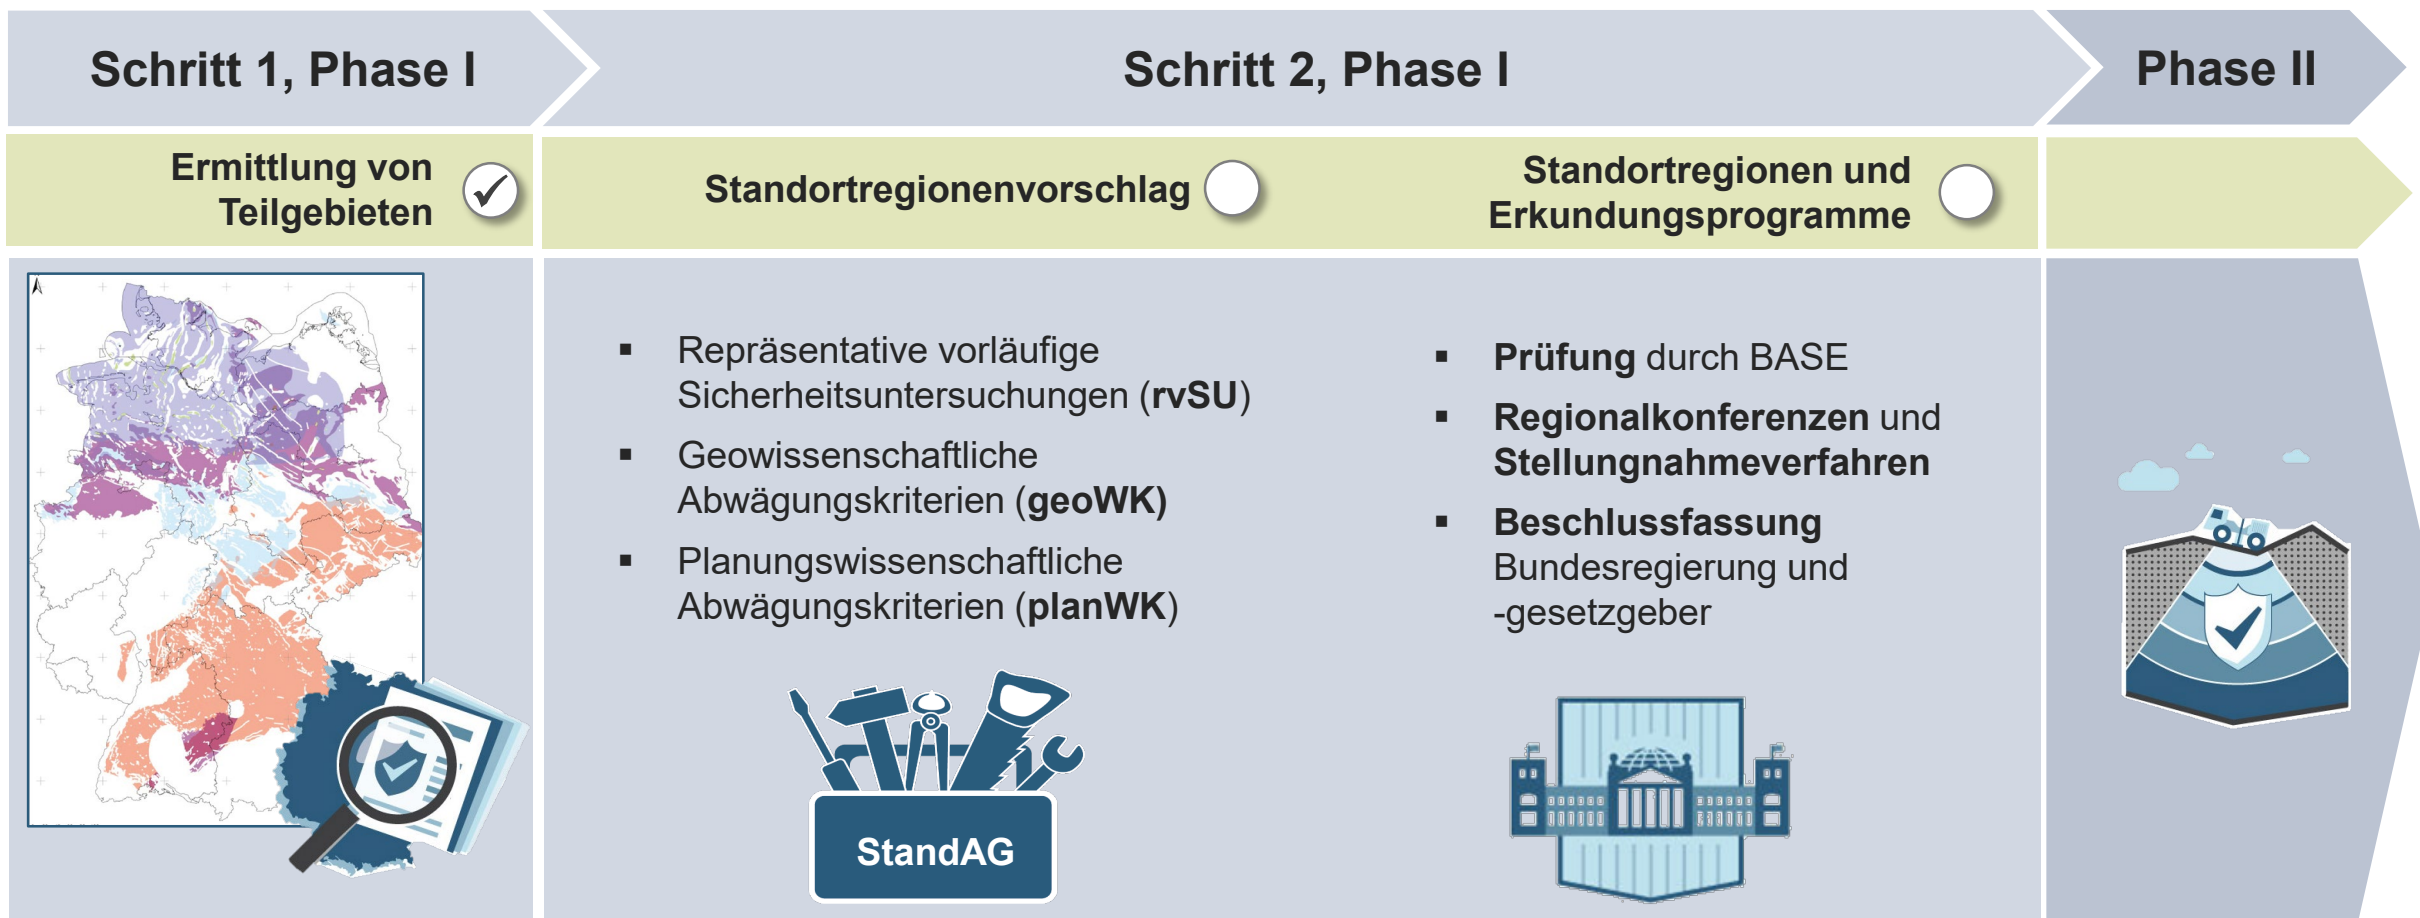 Schritt 1, Phase I
Schritt 2, Phase I
Phase II
Ermittlung von
Teilgebieten
Standortregionenvorschlag
Standortregionen und
Erkundungsprogramme
▪ Repräsentative vorläufige
Sicherheitsuntersuchungen (rvSU)
▪ Geowissenschaftliche
Abwägungskriterien (geoWK)
▪ Planungswissenschaftliche
Abwägungskriterien (planWK)
StandAG
▪ Prüfung durch BASE
▪ Regionalkonferenzen und
Stellungnahmeverfahren
▪ Beschlussfassung
Bundesregierung und
-gesetzgeber